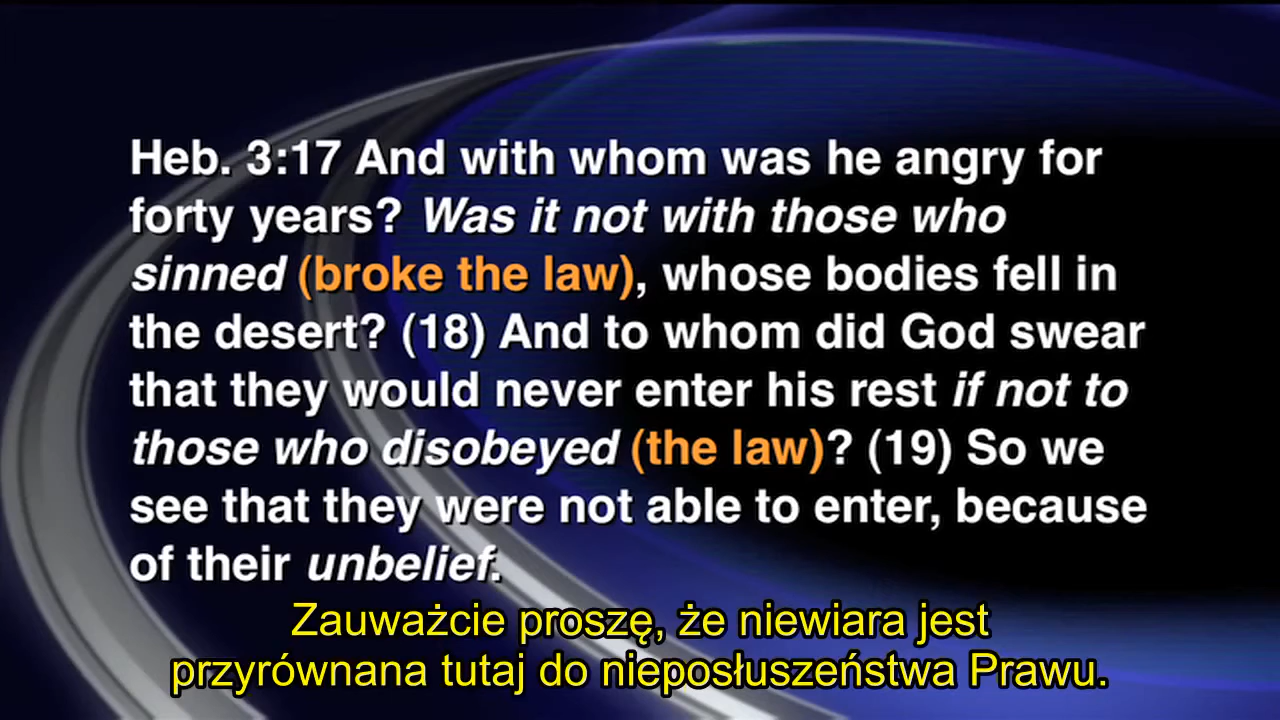 Heb. 3:17 And with whom was he angry for
forty years? Was it not with those who
sinned (broke the law), whose bodies fell in
the desert? (18) And to whom did God swear
that they would never enter his rest if not to
those who disobeyed (the law)? (19) So we
see that they were not able to enter, because
of their unbelief.
Zauważcie proszę, że niewiara jest
przyrównana tutaj do nieposłuszeństwa Prawu.